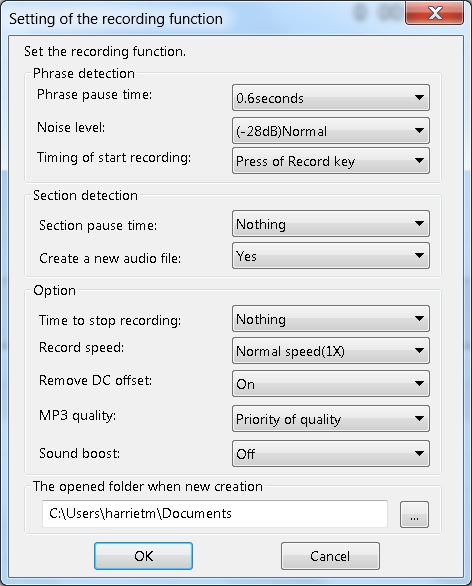 Setting of the recording function
Set the recording function.
Phrase detection
Phrase pause time: 0.6seconds
Noise level: (-28dB)Normal
Timing of start recording: Press of Record key
Section detection
Section pause time: Nothing
Create a new audio file: Yes
Option
Time to stop recording: Nothing
Record speed: Normal speed(1X)
Remove DC offset: On
MP3 quality: Priority of quality
Sound boost: Off
The opened folder when new creation
C:\Users\harrietm\Documents ...
OK Cancel